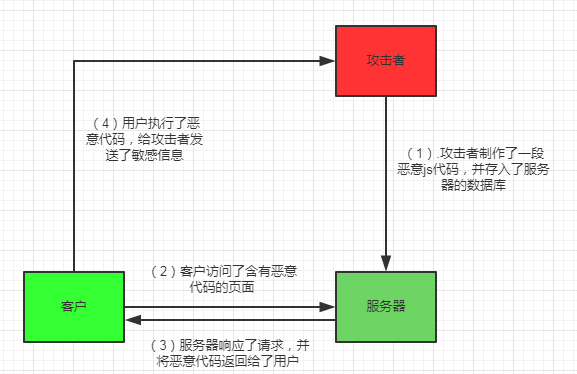 攻击者
（4）用户执行了恶
意代码，给攻击者发
送了敏感信息
（1）.攻击者制作了一段
恶意js代码，并存入了服务
器的数据库
（2）客户访问了含有恶意
代码的页面
客户
服务器
（3）服务器响应了请求，并
将恶意代码返回给了用户